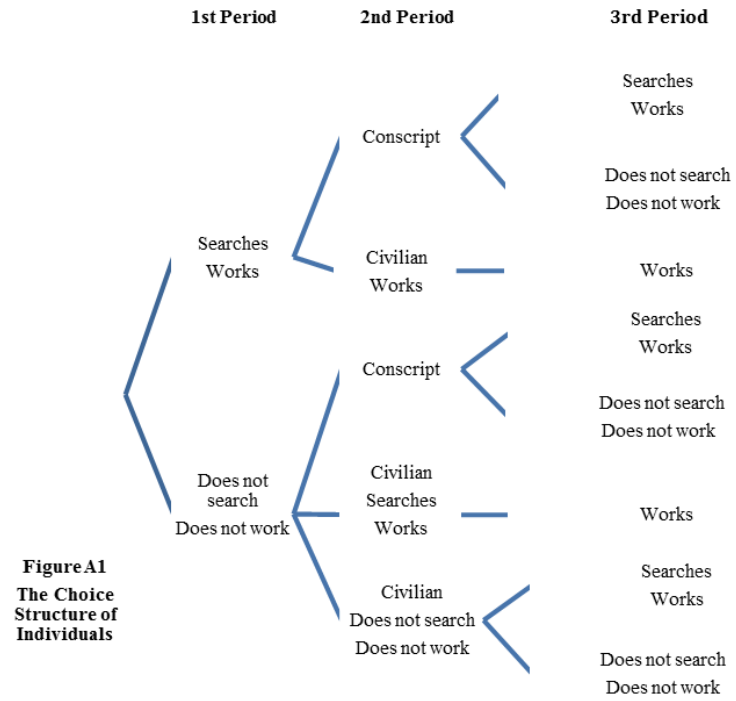 1st Period 2nd Period 3rd Period
Searches
Works
Conscript
Does not search
Does not work
Searches
Works
Civilian
Works
Works
Searches
Works
Conscript
Does not search
Does not work
Does not
search
Does not work
Civilian
Searches
Works
Works
Figure A1
The Choice
Structure of
Individuals
Civilian
Does not search
Does not work
Searches
Works
Does not search
Does not work